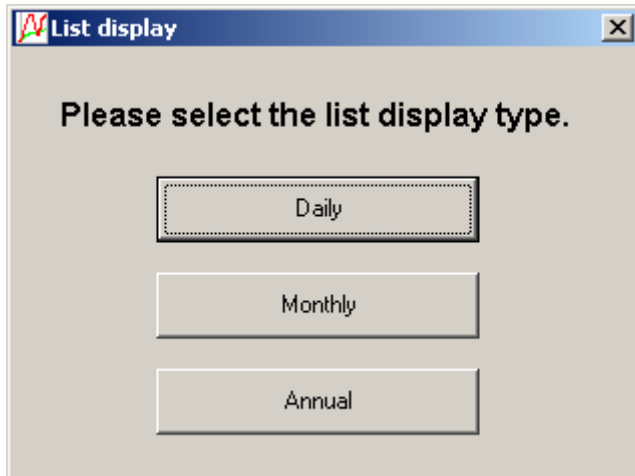 List display
Please select the list display type.
Daily
Monthly
Annual